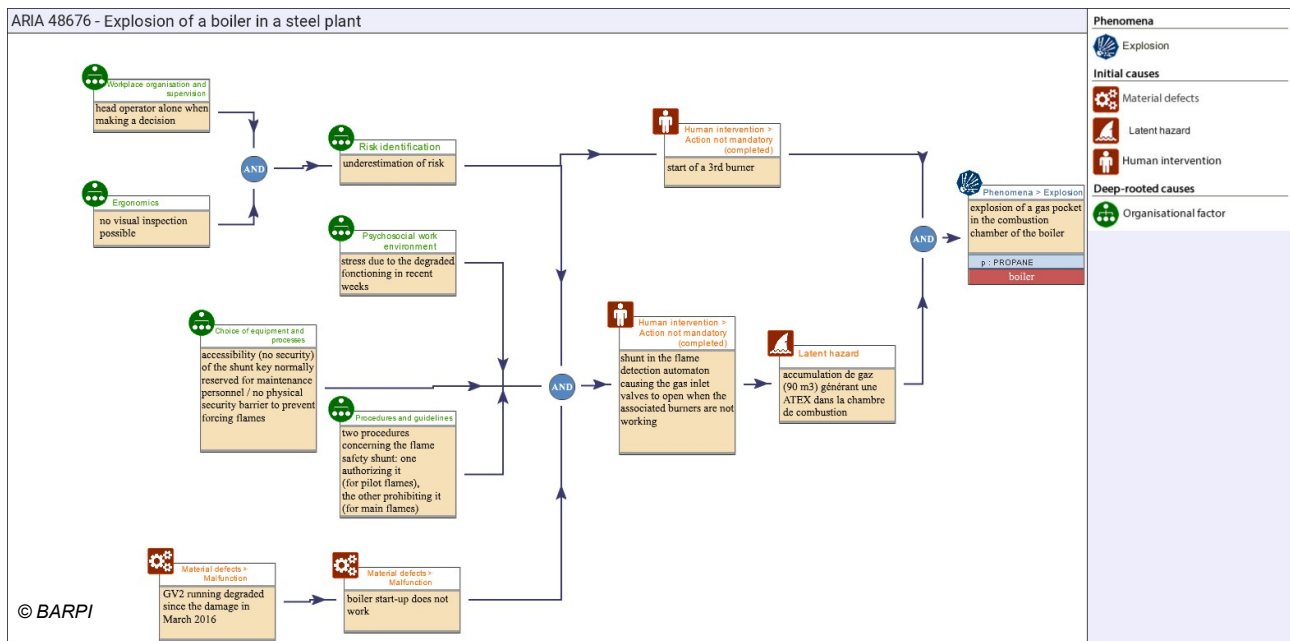 ARIA 48676 - Explosion of a boiler in a steel plant
Phenomena
Explosion
Initial causes
Material defects
Latent hazard
Human intervention
Deep-rooted causes
Organisational factor
Workplace organisation and
supervision
head operator alone when
making a decision
Ergonomics
no visual inspection
possible
AND
Risk identification
underestimation of risk
Psychosocial work
environment
stress due to the degraded
fonctioning in recent
weeks
Choice of equipment and
processes
accessibility (no security)
of the shunt key normally
reserved for maintenance
personnel / no physical
security barrier to prevent
forcing flames
Procedures and guidelines
two procedures
concerning the flame
safety shunt: one
authorizing it
(for pilot flames),
the other prohibiting it
(for main flames)
Material defects >
Malfunction
GV2 running degraded
since the damage in
March 2016
Material defects >
Malfunction
boiler start-up does not
work
AND
Human intervention >
Action not mandatory
(completed)
start of a 3rd burner
Human intervention >
Action not mandatory
(completed)
shunt in the flame
detection automaton
causing the gas inlet
valves to open when the
associated burners are not
working
Latent hazard
accumulation de gaz
(90 m3) générant une
ATEX dans la chambre
de combustion
AND
Phenomena > Explosion
explosion of a gas pocket
in the combustion
chamber of the boiler
p : PROPANE
boiler
© BARPI